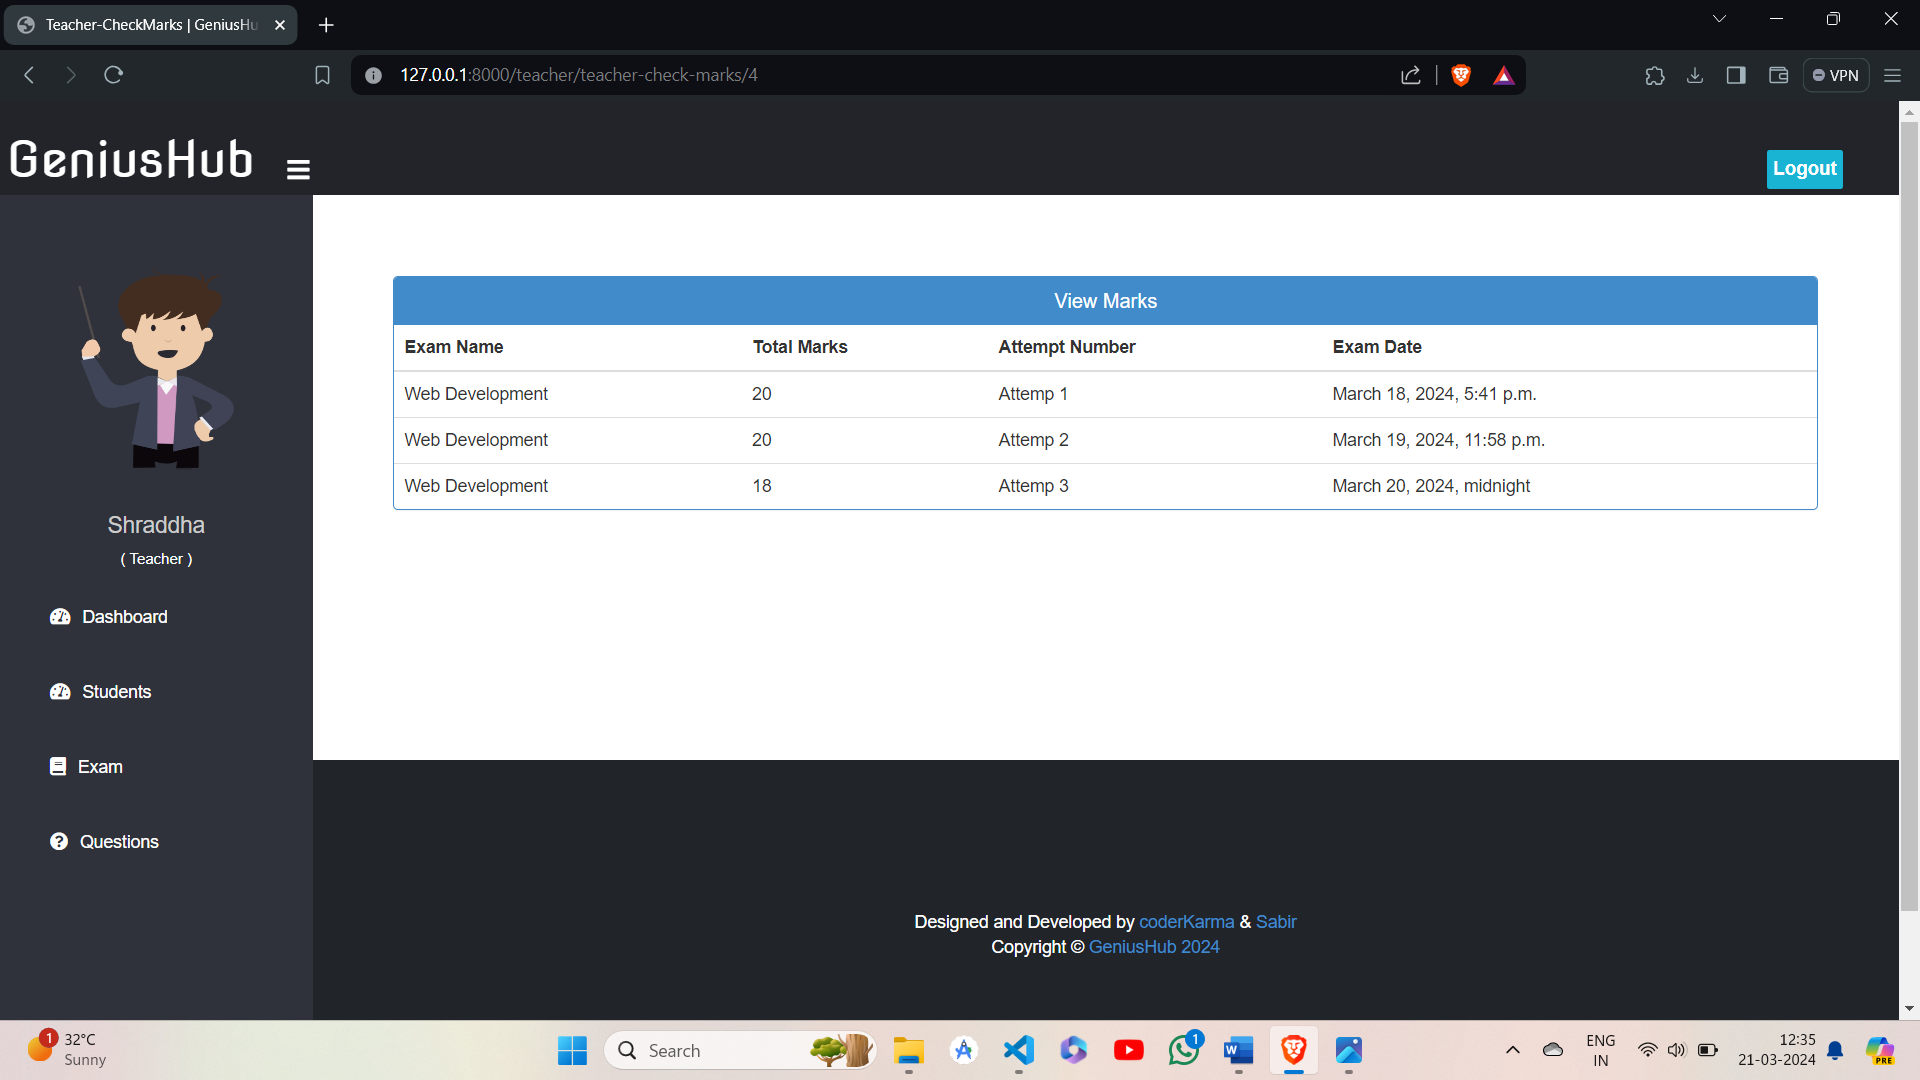 Teacher-CheckMarks | GeniusHu
127.0.0.1:8000/teacher/teacher-check-marks/4
VPN
GeniusHub
Logout
Shraddha
( Teacher )
Dashboard
Students
Exam
Questions
View Marks
Exam Name Total Marks Attempt Number Exam Date
Web Development 20 Attemp 1 March 18, 2024, 5:41 p.m.
Web Development 20 Attemp 2 March 19, 2024, 11:58 p.m.
Web Development 18 Attemp 3 March 20, 2024, midnight
Designed and Developed by coderKarma & Sabir
Copyright © GeniusHub 2024
1
32°C
Sunny
Search
1
W
ENG
IN
12:35
21-03-2024
PRE